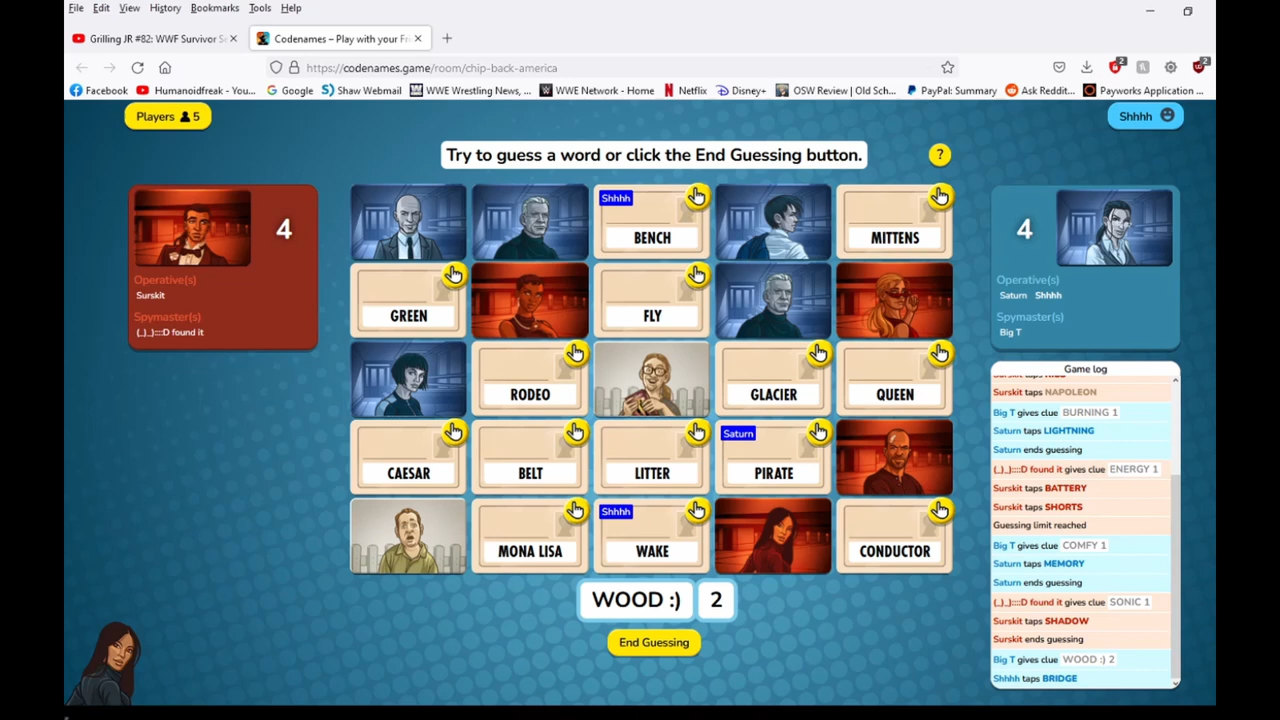 File Edit View History Bookmarks Tools Help
Grilling JR #82: WWF Survivor Se
Codenames – Play with your Fri
https://codenames.game/room/chip-back-america
2
2
Facebook
Humanoidfreak - You...
Google
Shaw Webmail
WWE Wrestling News, ...
WWE Network - Home
Netflix
Disney+
OSW Review | Old Sch...
PayPal: Summary
Ask Reddit...
Payworks Application ...
Players 5
Shhhh
Try to guess a word or click the End Guessing button.
?
4
Operative(s)
Surskit
Spymaster(s)
(_)_)::::D found it
Shhhh
BENCH
MITTENS
GREEN
FLY
RODEO
GLACIER
QUEEN
CAESAR
BELT
LITTER
Saturn
PIRATE
MONA LISA
Shhhh
WAKE
CONDUCTOR
WOOD :) 2
End Guessing
4
Operative(s)
Saturn Shhhh
Spymaster(s)
Big T
Game log
Surskit taps NAPOLEON
Big T gives clue BURNING 1
Saturn taps LIGHTNING
Saturn ends guessing
(_)_)::::D found it gives clue ENERGY 1
Surskit taps BATTERY
Surskit taps SHORTS
Guessing limit reached
Big T gives clue COMFY 1
Saturn taps MEMORY
Saturn ends guessing
(_)_)::::D found it gives clue SONIC 1
Surskit taps SHADOW
Surskit ends guessing
Big T gives clue WOOD :) 2
Shhhh taps BRIDGE